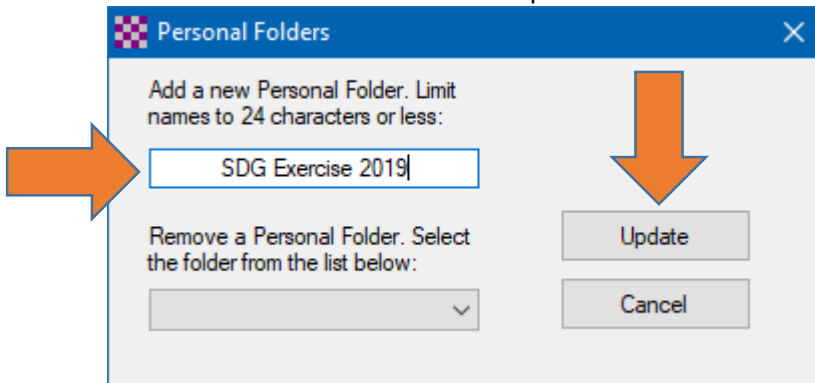 Personal Folders
Add a new Personal Folder. Limit
names to 24 characters or less:
SDG Exercise 2019
Remove a Personal Folder. Select
the folder from the list below:
Update
Cancel